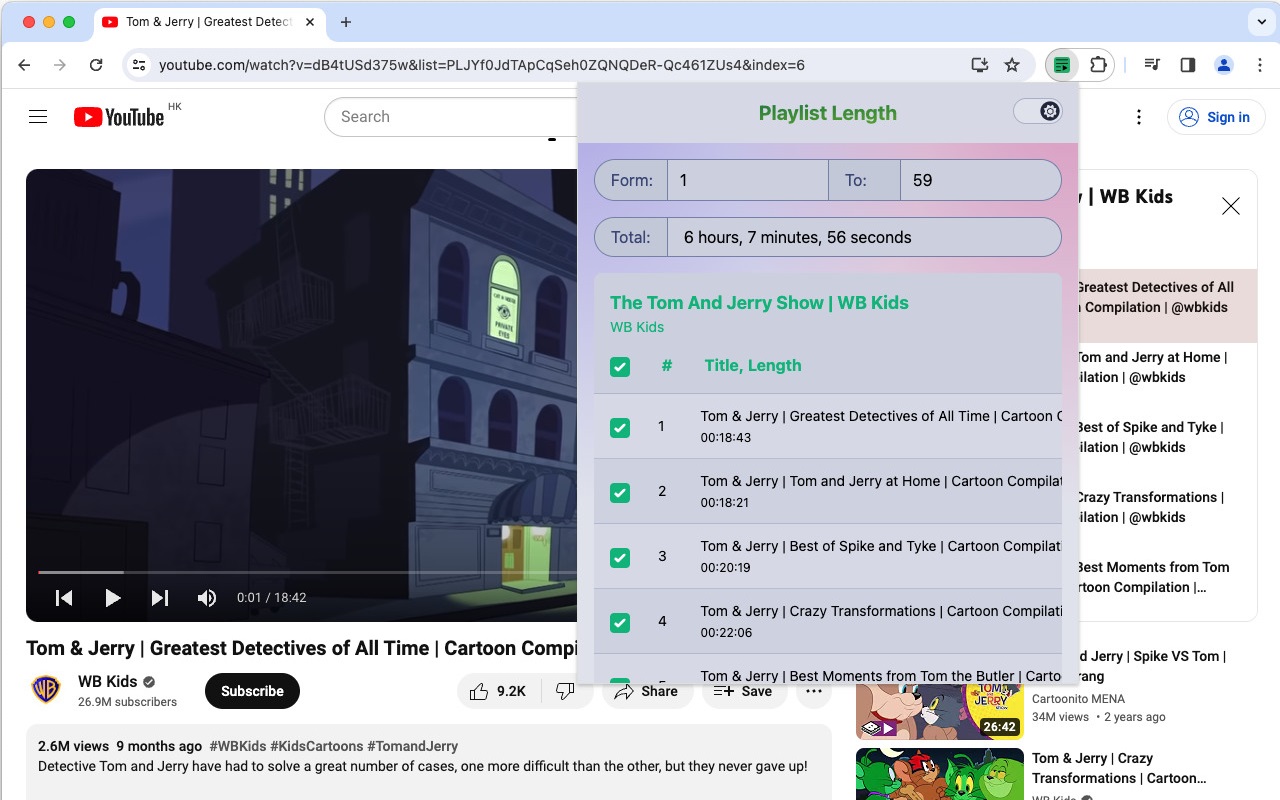 Tom & Jerry | Greatest Detect
youtube.com/watch?v=dB4tUSd375w&list=PLJYf0JdTApCqSeh0ZQNQDeR-Qc461ZUs4&index=6
YouTube HK
Search
Sign in
Playlist Length
Form: 1 To: 59
Total: 6 hours, 7 minutes, 56 seconds
The Tom And Jerry Show | WB Kids
WB Kids
# Title, Length
1 Tom & Jerry | Greatest Detectives of All Time | Cartoon C
00:18:43
2 Tom & Jerry | Tom and Jerry at Home | Cartoon Compilat
00:18:21
3 Tom & Jerry | Best of Spike and Tyke | Cartoon Compilati
00:20:19
4 Tom & Jerry | Crazy Transformations | Cartoon Compilati
00:22:06
Tom & Jerry | Best Moments from Tom the Butler | Carto
y | WB Kids
Greatest Detectives of All
n Compilation | @wbkids
Tom and Jerry at Home |
pilation | @wbkids
Best of Spike and Tyke |
pilation | @wbkids
Crazy Transformations |
pilation | @wbkids
Best Moments from Tom
rtoon Compilation |...
PRIVATE
EYES
0:01 / 18:42
Tom & Jerry | Greatest Detectives of All Time | Cartoon Compi
WB Kids
26.9M subscribers
Subscribe
9.2K
Share
Save
2.6M views 9 months ago #WBKids #KidsCartoons #TomandJerry
Detective Tom and Jerry have had to solve a great number of cases, one more difficult than the other, but they never gave up!
d Jerry | Spike VS Tom |
rang
Cartoonito MENA
34M views • 2 years ago
TOM
JERRY
26:42
Tom & Jerry | Crazy
Transformations | Cartoon...
WB Kids